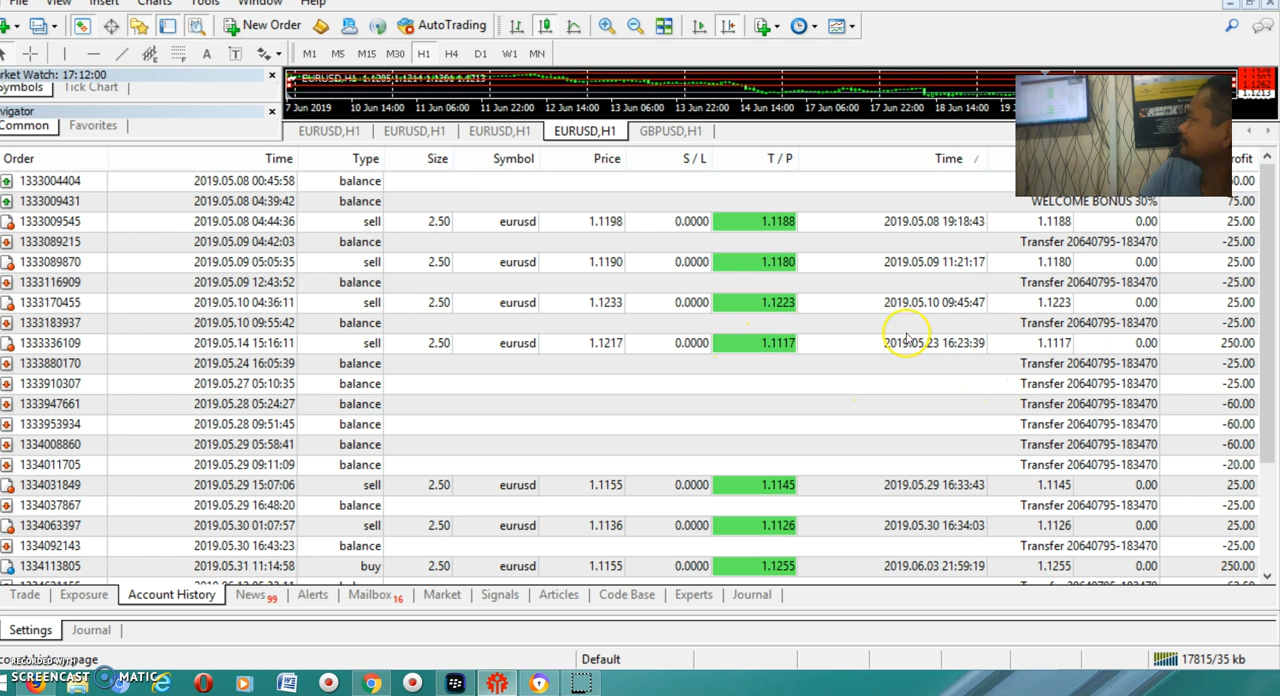 File View Insert Charts Tools Window Help
New Order AutoTrading
A T M1 M5 M15 M30 H1 H4 D1 W1 MN
rket Watch: 17:12:00
ymbols Tick Chart
vigator
Common Favorites
EURUSD,H1 1.1205 1.1214 1.1201 1.1213
1.1262
1.1213
7 Jun 2019 10 Jun 14:00 11 Jun 06:00 11 Jun 22:00 12 Jun 14:00 13 Jun 06:00 13 Jun 22:00 14 Jun 14:00 17 Jun 06:00 17 Jun 22:00 18 Jun 14:00 19
EURUSD,H1 EURUSD,H1 EURUSD,H1 EURUSD,H1 GBPUSD,H1
Order Time Type Size Symbol Price S / L T / P Time / rofit
1333004404 2019.05.08 00:45:58 balance 0.00
1333009431 2019.05.08 04:39:42 balance WELCOME BONUS 30% 75.00
1333009545 2019.05.08 04:44:36 sell 2.50 eurusd 1.1198 0.0000 1.1188 2019.05.08 19:18:43 1.1188 0.00 25.00
1333089215 2019.05.09 04:42:03 balance Transfer 20640795-183470 -25.00
1333089870 2019.05.09 05:05:35 sell 2.50 eurusd 1.1190 0.0000 1.1180 2019.05.09 11:21:17 1.1180 0.00 25.00
1333116909 2019.05.09 12:43:52 balance Transfer 20640795-183470 -25.00
1333170455 2019.05.10 04:36:11 sell 2.50 eurusd 1.1233 0.0000 1.1223 2019.05.10 09:45:47 1.1223 0.00 25.00
1333183937 2019.05.10 09:55:42 balance Transfer 20640795-183470 -25.00
1333336109 2019.05.14 15:16:11 sell 2.50 eurusd 1.1217 0.0000 1.1117 2019.05.23 16:23:39 1.1117 0.00 250.00
1333880170 2019.05.24 16:05:39 balance Transfer 20640795-183470 -25.00
1333910307 2019.05.27 05:10:35 balance Transfer 20640795-183470 -25.00
1333947661 2019.05.28 05:24:27 balance Transfer 20640795-183470 -60.00
1333953934 2019.05.28 09:51:45 balance Transfer 20640795-183470 -60.00
1334008860 2019.05.29 05:58:41 balance Transfer 20640795-183470 -60.00
1334011705 2019.05.29 09:11:09 balance Transfer 20640795-183470 -20.00
1334031849 2019.05.29 15:07:06 sell 2.50 eurusd 1.1155 0.0000 1.1145 2019.05.29 16:33:43 1.1145 0.00 25.00
1334037867 2019.05.29 16:48:20 balance Transfer 20640795-183470 -25.00
1334063397 2019.05.30 01:07:57 sell 2.50 eurusd 1.1136 0.0000 1.1126 2019.05.30 16:34:03 1.1126 0.00 25.00
1334092143 2019.05.30 16:43:23 balance Transfer 20640795-183470 -25.00
1334113805 2019.05.31 11:14:58 buy 2.50 eurusd 1.1155 0.0000 1.1255 2019.06.03 21:59:19 1.1255 0.00 250.00
Trade Exposure Account History News 99 Alerts Mailbox 16 Market Signals Articles Code Base Experts Journal
Settings Journal
page Default 17815/35 kb
RECORDED WITH
SCREENCAST MATIC